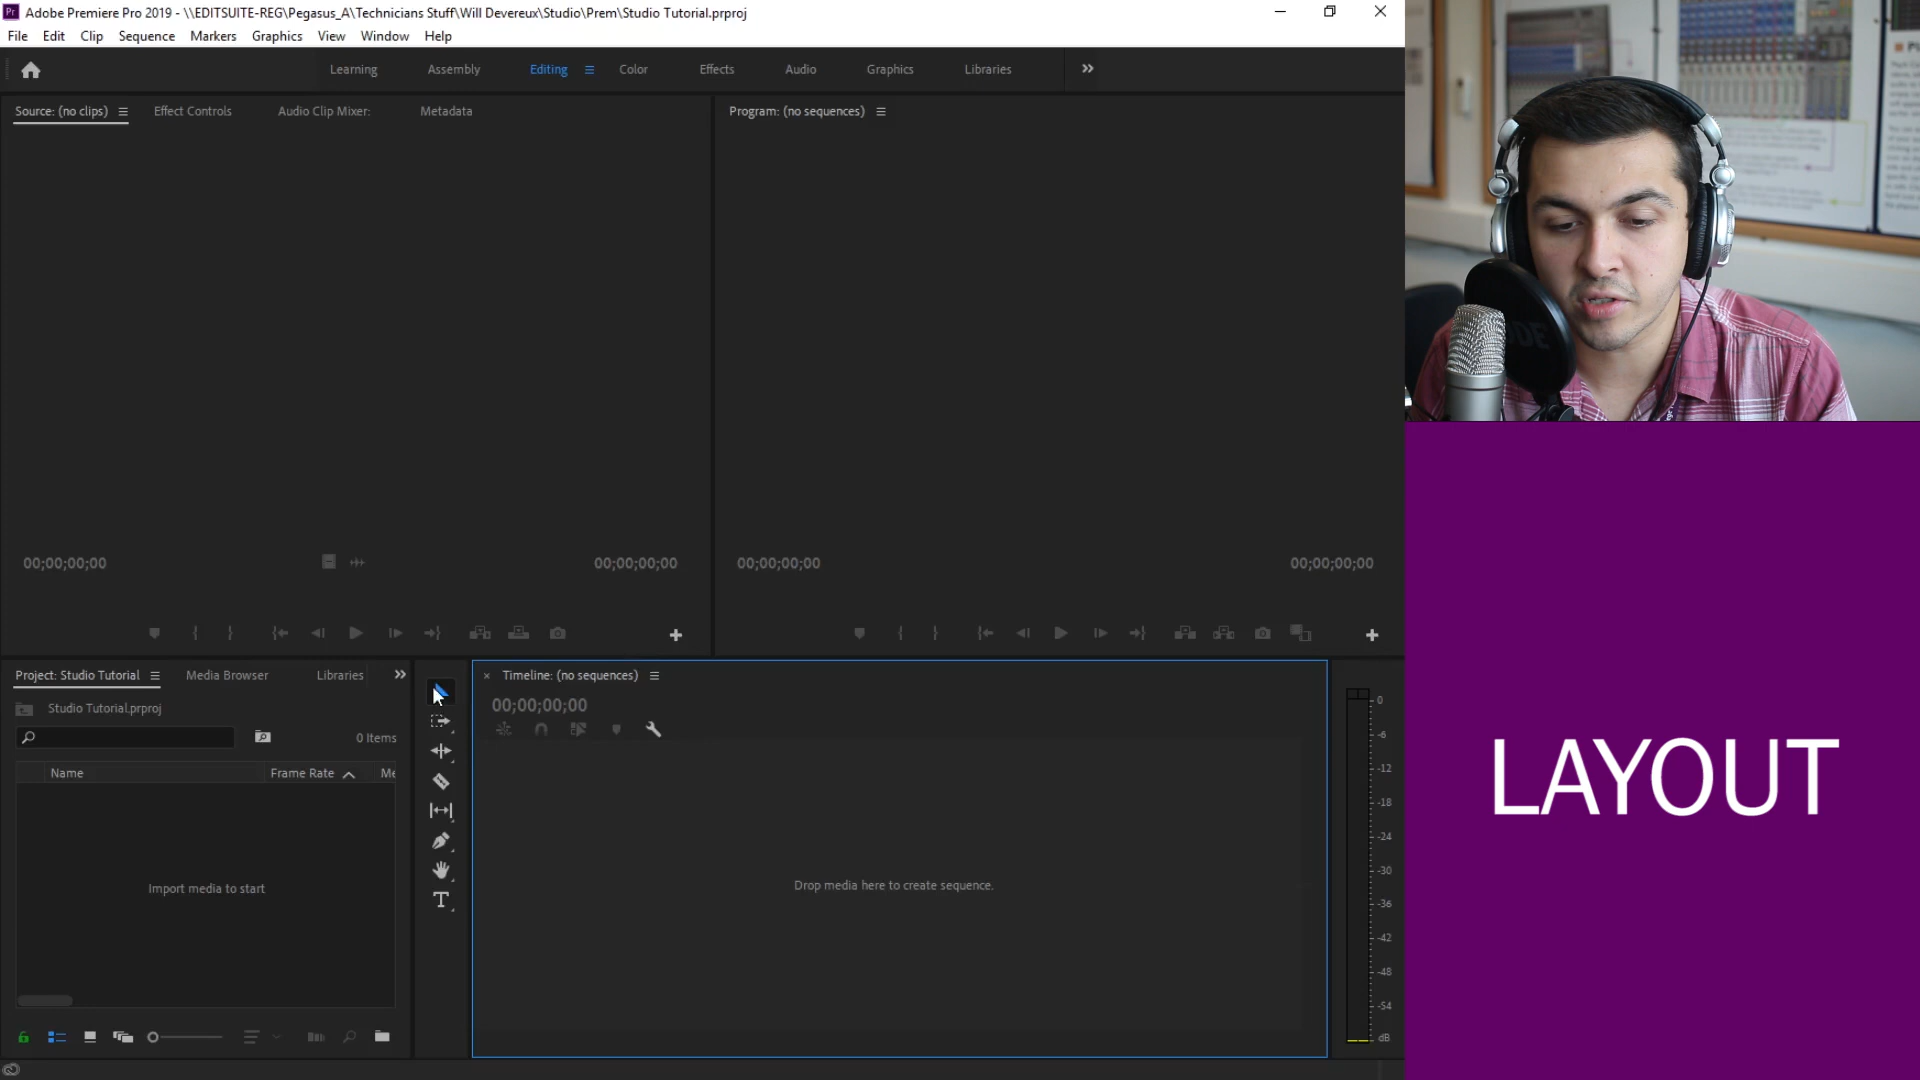 Pr Adobe Premiere Pro 2019 - \\EDITSUITE-REG\Pegasus_A\Technicians Stuff\Will Devereux\Studio\Prem\Studio Tutorial.prproj
File Edit Clip Sequence Markers Graphics View Window Help
Learning Assembly Editing Color Effects Audio Graphics Libraries
Source: (no clips) Effect Controls Audio Clip Mixer: Metadata
Program: (no sequences)
00;00;00;00 00;00;00;00
00;00;00;00 00;00;00;00
Project: Studio Tutorial Media Browser Libraries
Studio Tutorial.prproj
0 Items
Name Frame Rate Me
Import media to start
Timeline: (no sequences)
00;00;00;00
Drop media here to create sequence.
0
-6
-12
-18
-24
-30
-36
-42
-48
-54
dB
LAYOUT